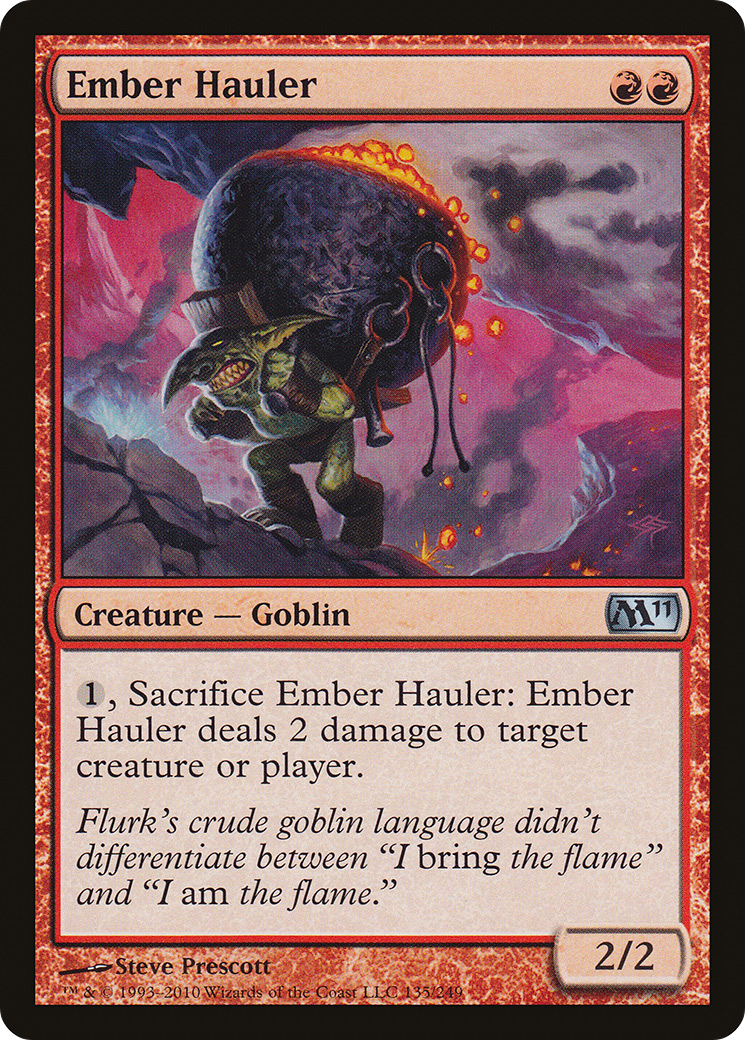 Ember Hauler
Creature — Goblin
M11
1, Sacrifice Ember Hauler: Ember
Hauler deals 2 damage to target
creature or player.
Flurk's crude goblin language didn't
differentiate between “I bring the flame”
and “I am the flame.”
2/2
Steve Prescott
™ & © 1993–2010 Wizards of the Coast LLC 135/249